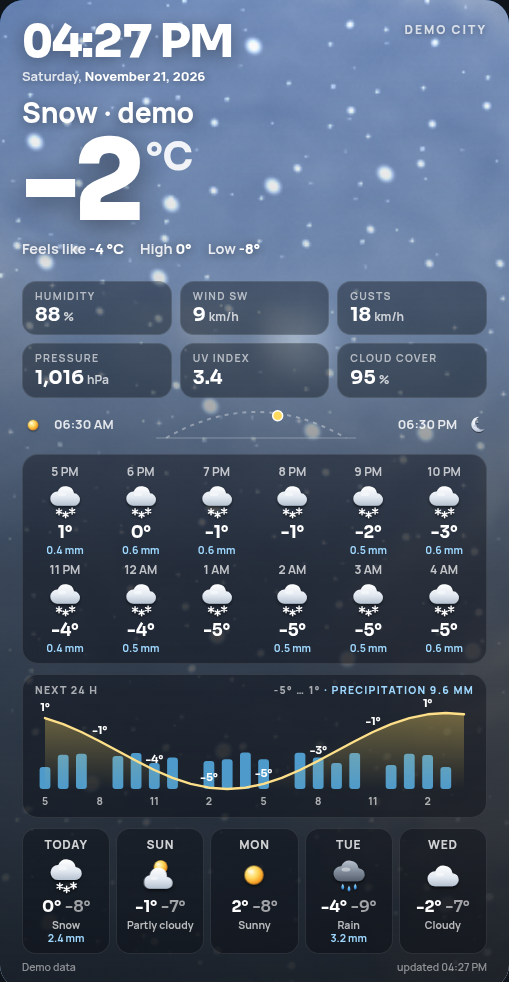 04:27 PM
DEMO CITY
Saturday, November 21, 2026
Snow · demo
-2 °C
Feels like -4 °C High 0° Low -8°
HUMIDITY WIND SW GUSTS
88 % 9 km/h 18 km/h
PRESSURE UV INDEX CLOUD COVER
1,016 hPa 3.4 95 %
06:30 AM 06:30 PM
5 PM 6 PM 7 PM 8 PM 9 PM 10 PM
1° 0° -1° -1° -2° -3°
0.4 mm 0.6 mm 0.6 mm 0.5 mm 0.6 mm
11 PM 12 AM 1 AM 2 AM 3 AM 4 AM
-4° -4° -5° -5° -5° -5°
0.4 mm 0.5 mm 0.5 mm 0.5 mm 0.6 mm
NEXT 24 H -5° … 1° · PRECIPITATION 9.6 MM
1° -1° -4° -5° -5° -3° -1° 1°
5 8 11 2 5 8 11 2
TODAY SUN MON TUE WED
0° -8° -1° -7° 2° -8° -4° -9° -2° -7°
Snow Partly cloudy Sunny Rain Cloudy
2.4 mm 3.2 mm
Demo data updated 04:27 PM